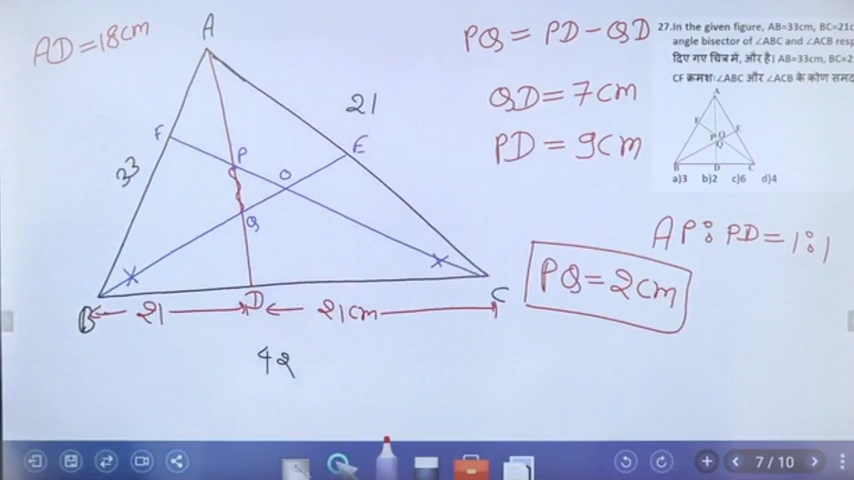 AD=18cm
A
PQ = PD-QD
QD=7cm
PD=9cm
27.In the given figure, AB=33cm, BC=21c
angle bisector of ∠ABC and ∠ACB resp
दिए गए चित्र में, और है। AB=33cm, BC=2
CF क्रमशः∠ABC और ∠ACB के कोण समद
A
E
P
O
Q
B
D
C
a)3 b)2 c)6 d)4
21
F
E
33
P
O
Q
AP:PD=1:1
PQ=2cm
B
21
D
21cm
C
42
7 / 10